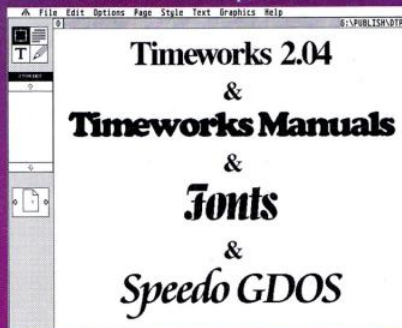 File Edit Options Page Style Text Graphics Help
G:\PUBLISH\DTP
T
Timeworks 2.04
&
Timeworks Manuals
&
Fonts
&
Speedo GDOS